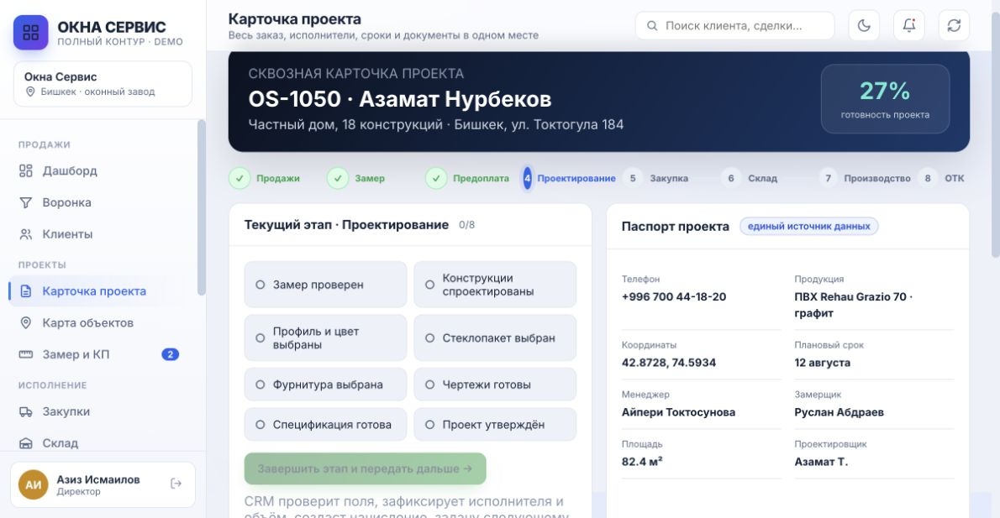 ОКНА СЕРВИС
ПОЛНЫЙ КОНТУР · DEMO
Окна Сервис
Бишкек · оконный завод
ПРОДАЖИ
Дашборд
Воронка
Клиенты
ПРОЕКТЫ
Карточка проекта
Карта объектов
Замер и КП 2
ИСПОЛНЕНИЕ
Закупки
Склад
АИ
Азиз Исмаилов
Директор
Карточка проекта
Весь заказ, исполнители, сроки и документы в одном месте
Поиск клиента, сделки...
СКВОЗНАЯ КАРТОЧКА ПРОЕКТА
OS-1050 · Азамат Нурбеков
Частный дом, 18 конструкций · Бишкек, ул. Токтогула 184
27%
готовность проекта
Продажи
Замер
Предоплата
4 Проектирование
5 Закупка
6 Склад
7 Производство
8 ОТК
Текущий этап · Проектирование 0/8
Замер проверен
Конструкции
спроектированы
Профиль и цвет
выбраны
Стеклопакет выбран
Фурнитура выбрана
Чертежи готовы
Спецификация готова
Проект утверждён
Завершить этап и передать дальше →
CRM проверит поля, зафиксирует исполнителя и
объём, создаст начисление, задачу следующему
Паспорт проекта единый источник данных
Телефон
+996 700 44-18-20
Продукция
ПВХ Rehau Grazio 70 ·
графит
Координаты
42.8728, 74.5934
Плановый срок
12 августа
Менеджер
Айпери Токтосунова
Замерщик
Руслан Абдраев
Площадь
82.4 м²
Проектировщик
Азамат Т.